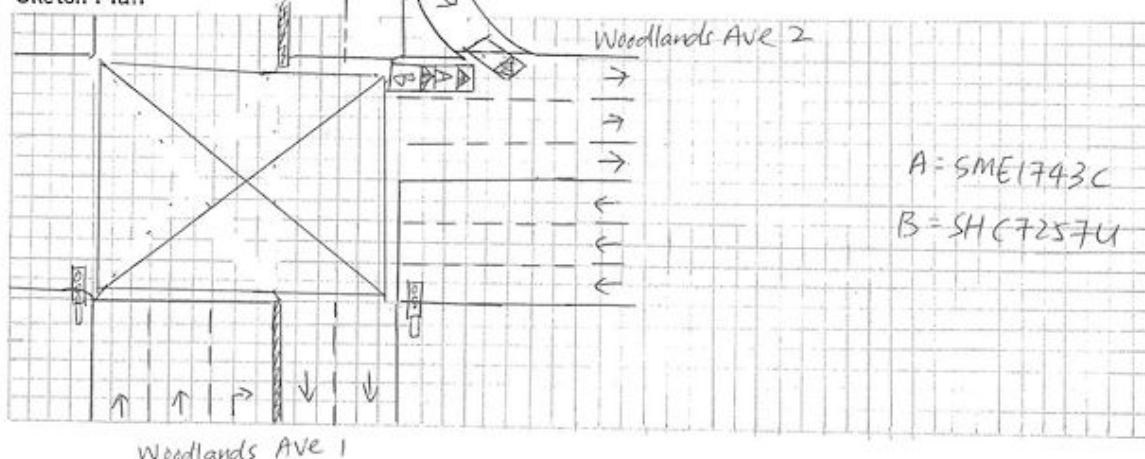 Sketch Plan
Woodlands Ave 2
A = SME1743C
B = SHC7257U
Woodlands Ave 1